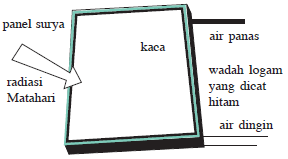 panel surya
air panas
kaca
radiasi
Matahari
wadah logam
yang dicat
hitam
air dingin